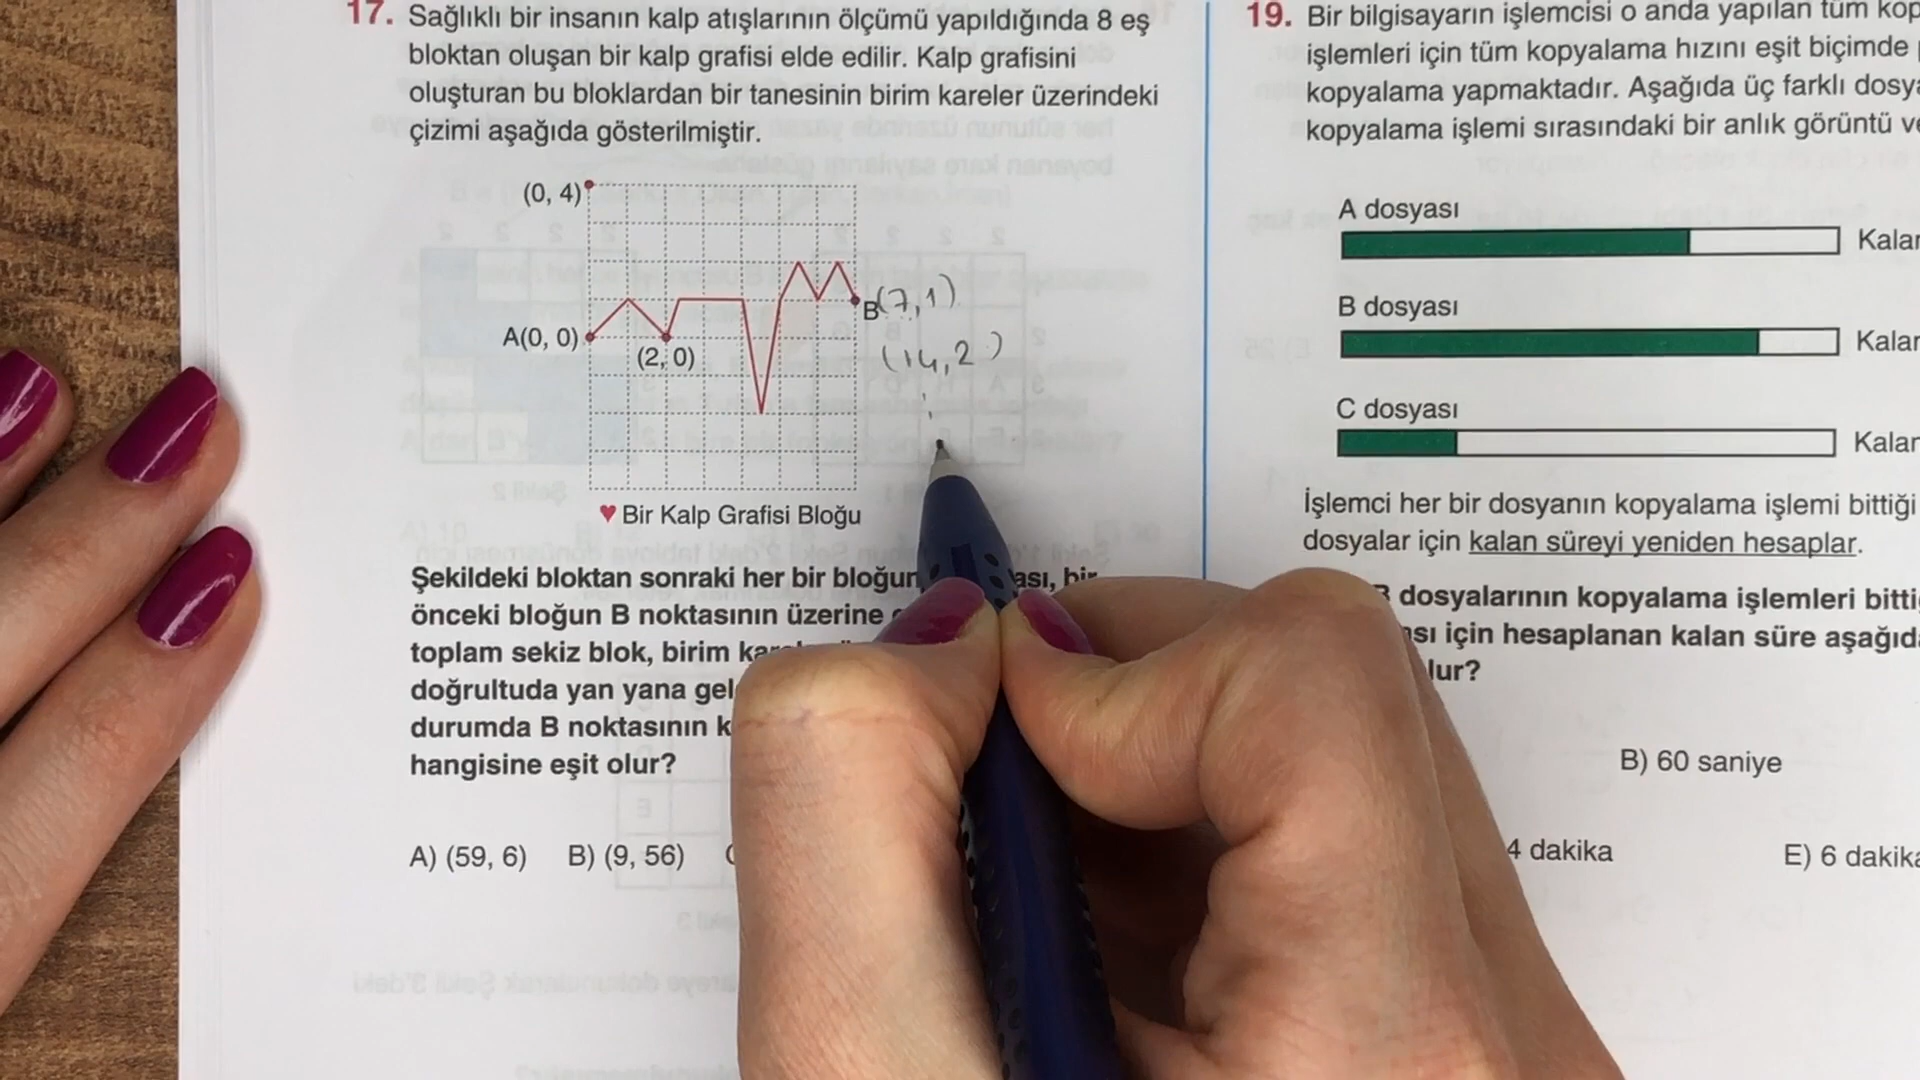 17. Sağlıklı bir insanın kalp atışlarının ölçümü yapıldığında 8 eş
bloktan oluşan bir kalp grafisi elde edilir. Kalp grafisini
oluşturan bu bloklardan bir tanesinin birim kareler üzerindeki
çizimi aşağıda gösterilmiştir.
(0, 4)
A(0, 0)
(2, 0)
B(7,1)
(14,2)
♥ Bir Kalp Grafisi Bloğu
Şekildeki bloktan sonraki her bir bloğun bir
önceki bloğun B noktasının üzerine
toplam sekiz blok, birim
doğrultuda yan yana
durumda B noktasının
hangisine eşit olur?
A) (59, 6) B) (9, 56)
19. Bir bilgisayarın işlemcisi o anda yapılan tüm
işlemleri için tüm kopyalama hızını eşit biçimde
kopyalama yapmaktadır. Aşağıda üç farklı
kopyalama işlemi sırasındaki bir anlık görüntü
A dosyası
B dosyası
C dosyası
İşlemci her bir dosyanın kopyalama işlemi bittiği
dosyalar için kalan süreyi yeniden hesaplar.
dosyalarının kopyalama işlemleri
için hesaplanan kalan süre
B) 60 saniye
4 dakika E) 6